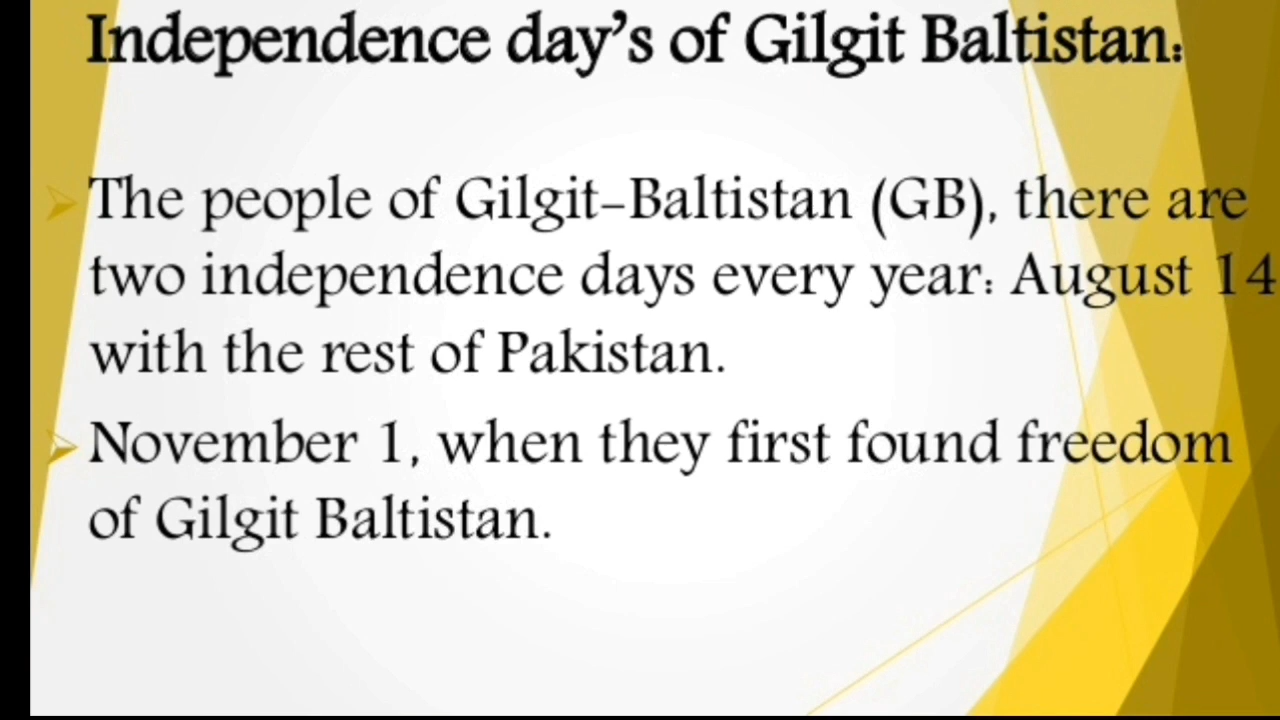 Independence day’s of Gilgit Baltistan:
The people of Gilgit-Baltistan (GB), there are
two independence days every year: August 14
with the rest of Pakistan.
November 1, when they first found freedom
of Gilgit Baltistan.